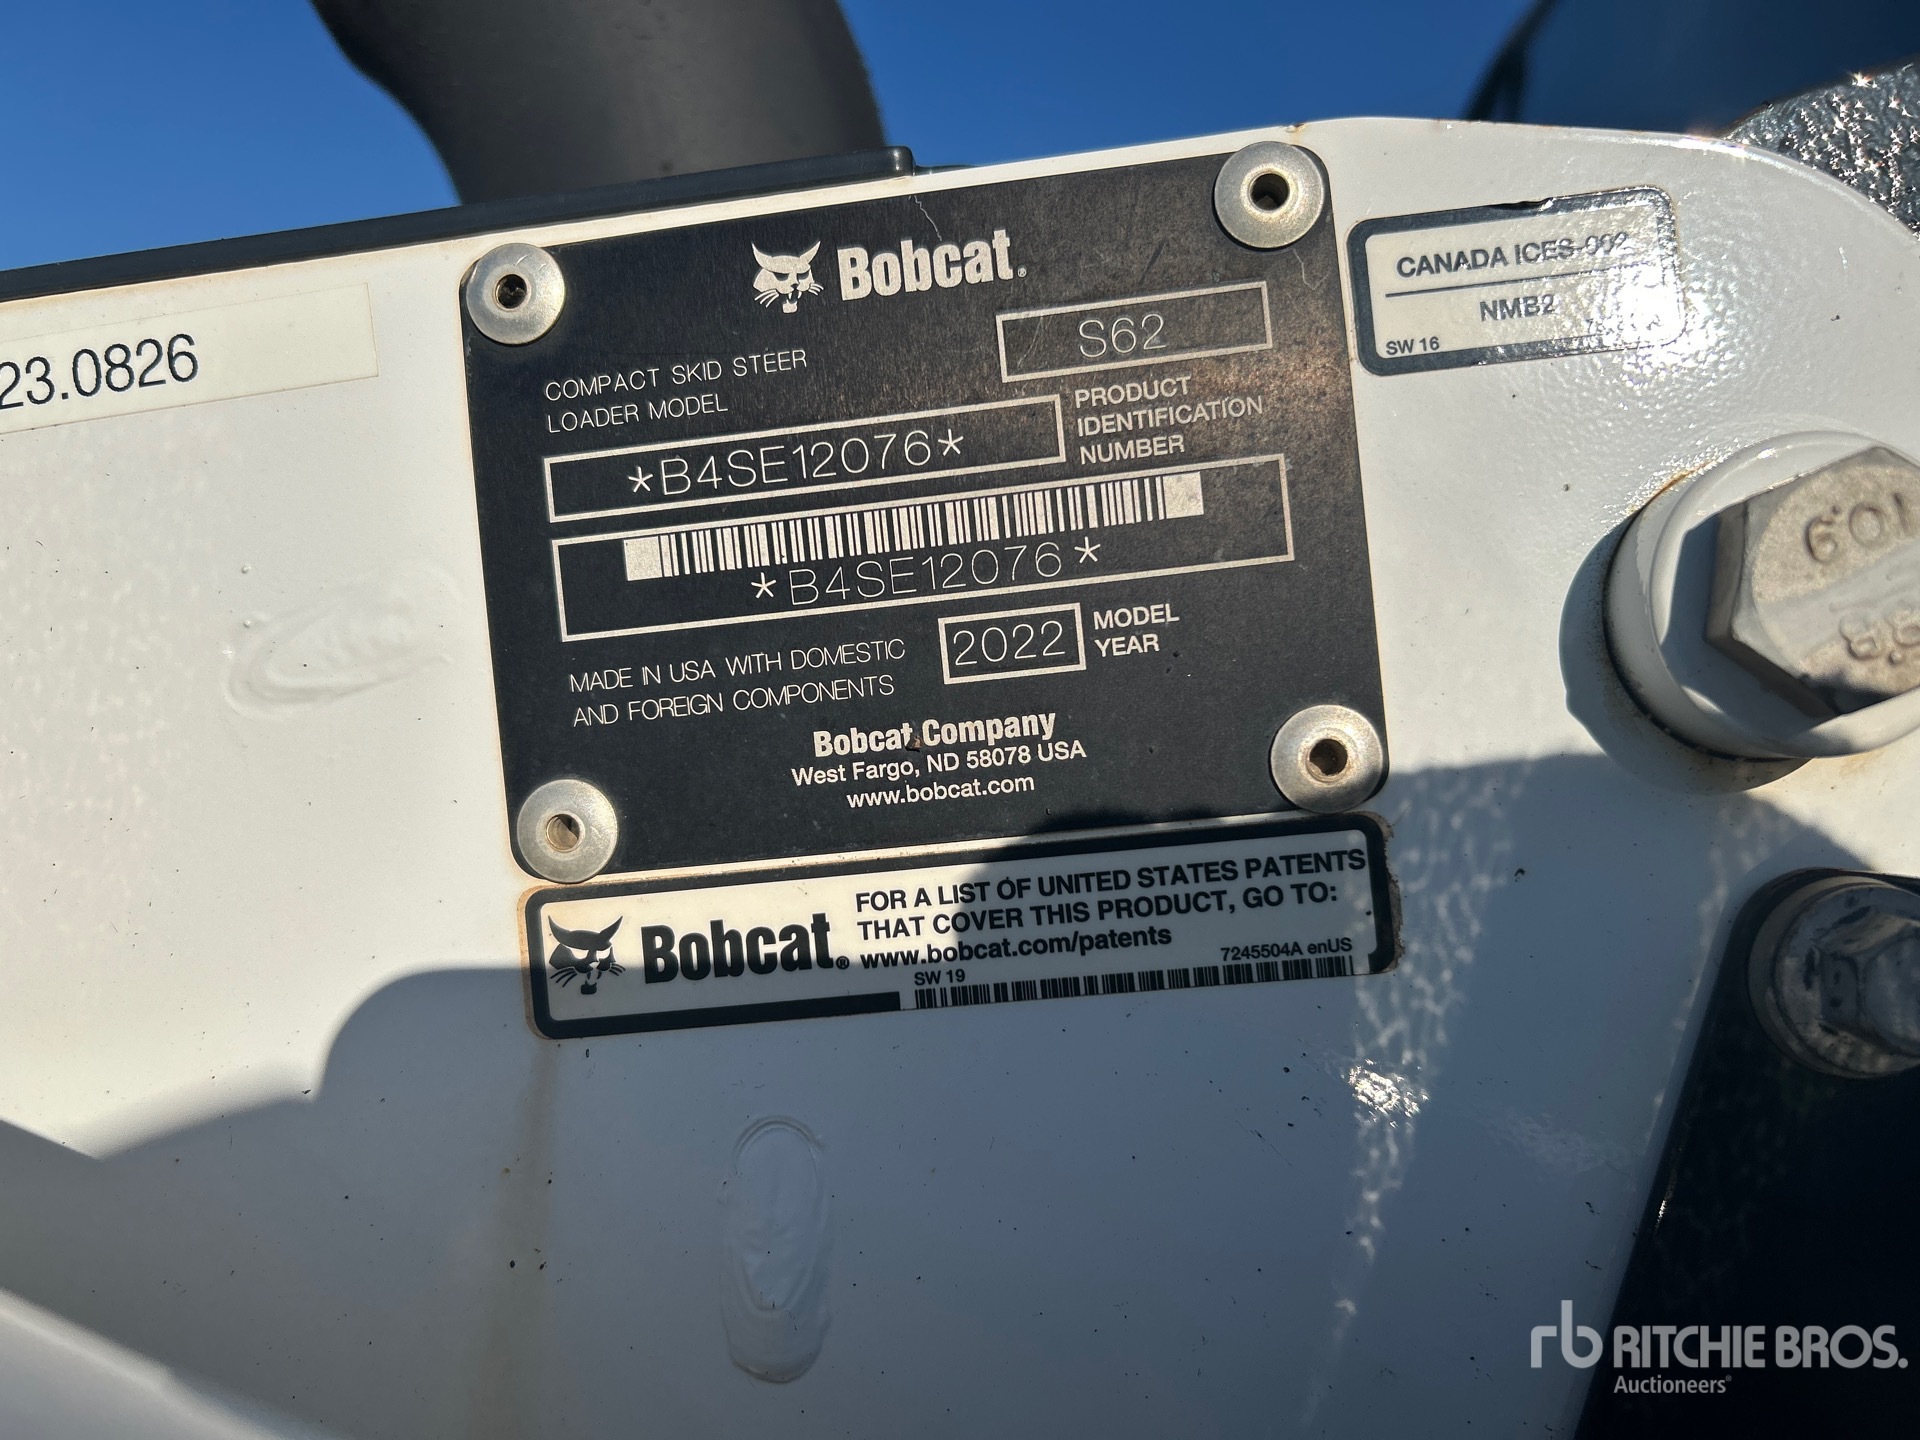 Bobcat®
COMPACT SKID STEER
LOADER MODEL
S62
*B4SE12076*
PRODUCT
IDENTIFICATION
NUMBER
*B4SE12076*
MADE IN USA WITH DOMESTIC
AND FOREIGN COMPONENTS
2022
MODEL
YEAR
Bobcat Company
West Fargo, ND 58078 USA
www.bobcat.com
CANADA ICES-002
NMB2
SW 16
23.0826
10.9
Bobcat®
FOR A LIST OF UNITED STATES PATENTS
THAT COVER THIS PRODUCT, GO TO:
www.bobcat.com/patents
7245504A enUS
SW 19
rb RITCHIE BROS.
Auctioneers®